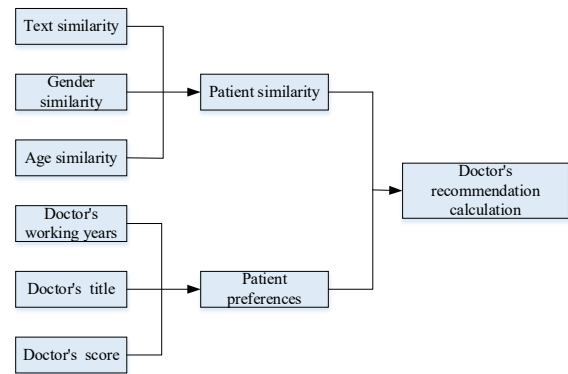 Text similarity
Gender
similarity
Patient similarity
Age similarity
Doctor's
recommendation
calculation
Doctor's
working years
Doctor's title
Patient
preferences
Doctor's score